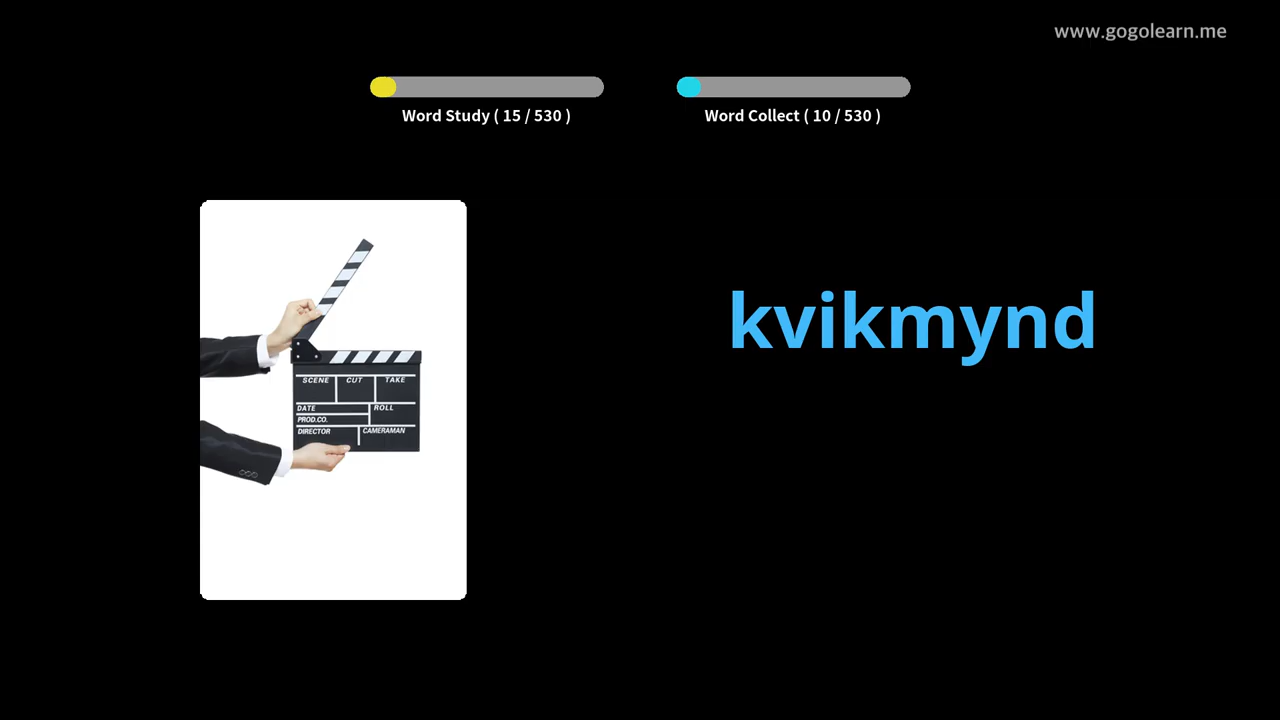 www.gogolearn.me
Word Study ( 15 / 530 )
Word Collect ( 10 / 530 )
kvikmynd
SCENE CUT TAKE
DATE ROLL
PROD.CO.
DIRECTOR CAMERAMAN